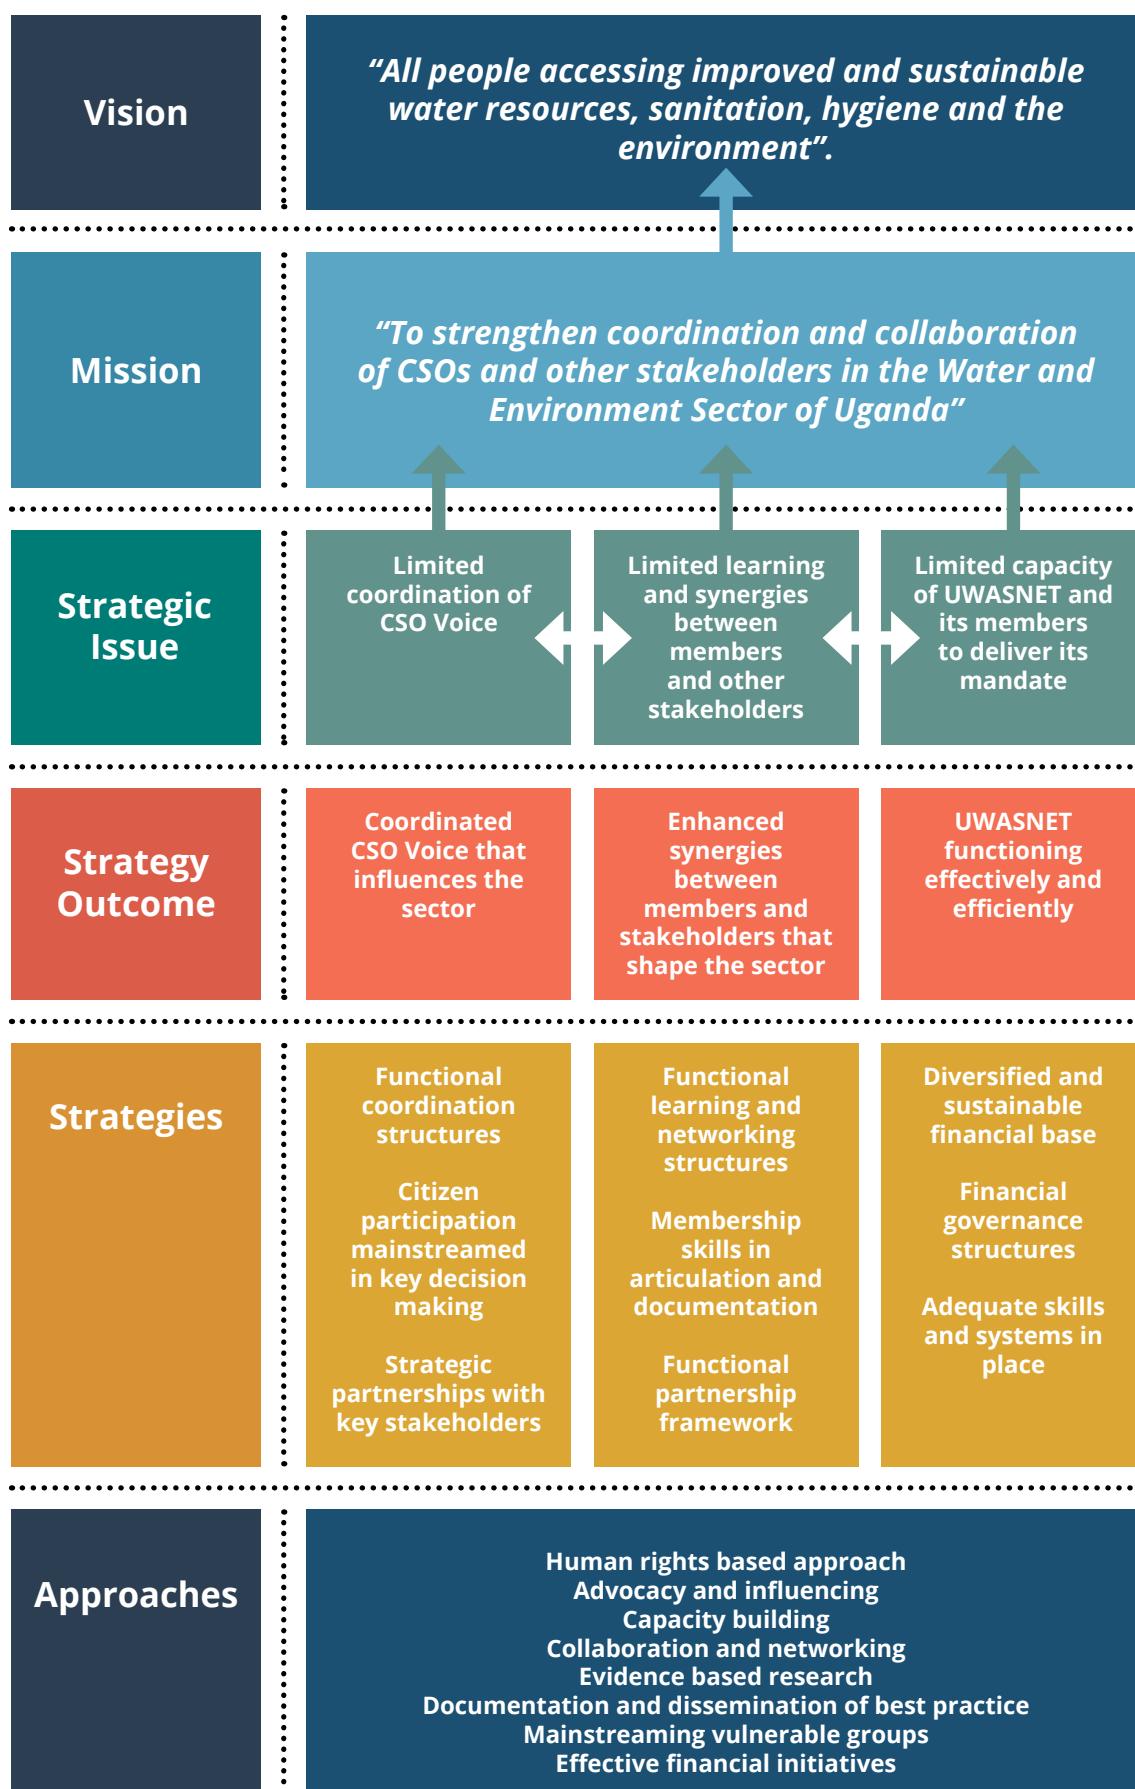 Vision
“All people accessing improved and sustainable
water resources, sanitation, hygiene and the
environment”.
Mission
“To strengthen coordination and collaboration
of CSOs and other stakeholders in the Water and
Environment Sector of Uganda”
Strategic
Issue
Limited
coordination of
CSO Voice
Limited learning
and synergies
between
members
and other
stakeholders
Limited capacity
of UWASNET and
its members
to deliver its
mandate
Strategy
Outcome
Coordinated
CSO Voice that
influences the
sector
Enhanced
synergies
between
members and
stakeholders that
shape the sector
UWASNET
functioning
effectively and
efficiently
Strategies
Functional
coordination
structures
Citizen
participation
mainstreamed
in key decision
making
Strategic
partnerships with
key stakeholders
Functional
learning and
networking
structures
Membership
skills in
articulation and
documentation
Functional
partnership
framework
Diversified and
sustainable
financial base
Financial
governance
structures
Adequate skills
and systems in
place
Approaches
Human rights based approach
Advocacy and influencing
Capacity building
Collaboration and networking
Evidence based research
Documentation and dissemination of best practice
Mainstreaming vulnerable groups
Effective financial initiatives